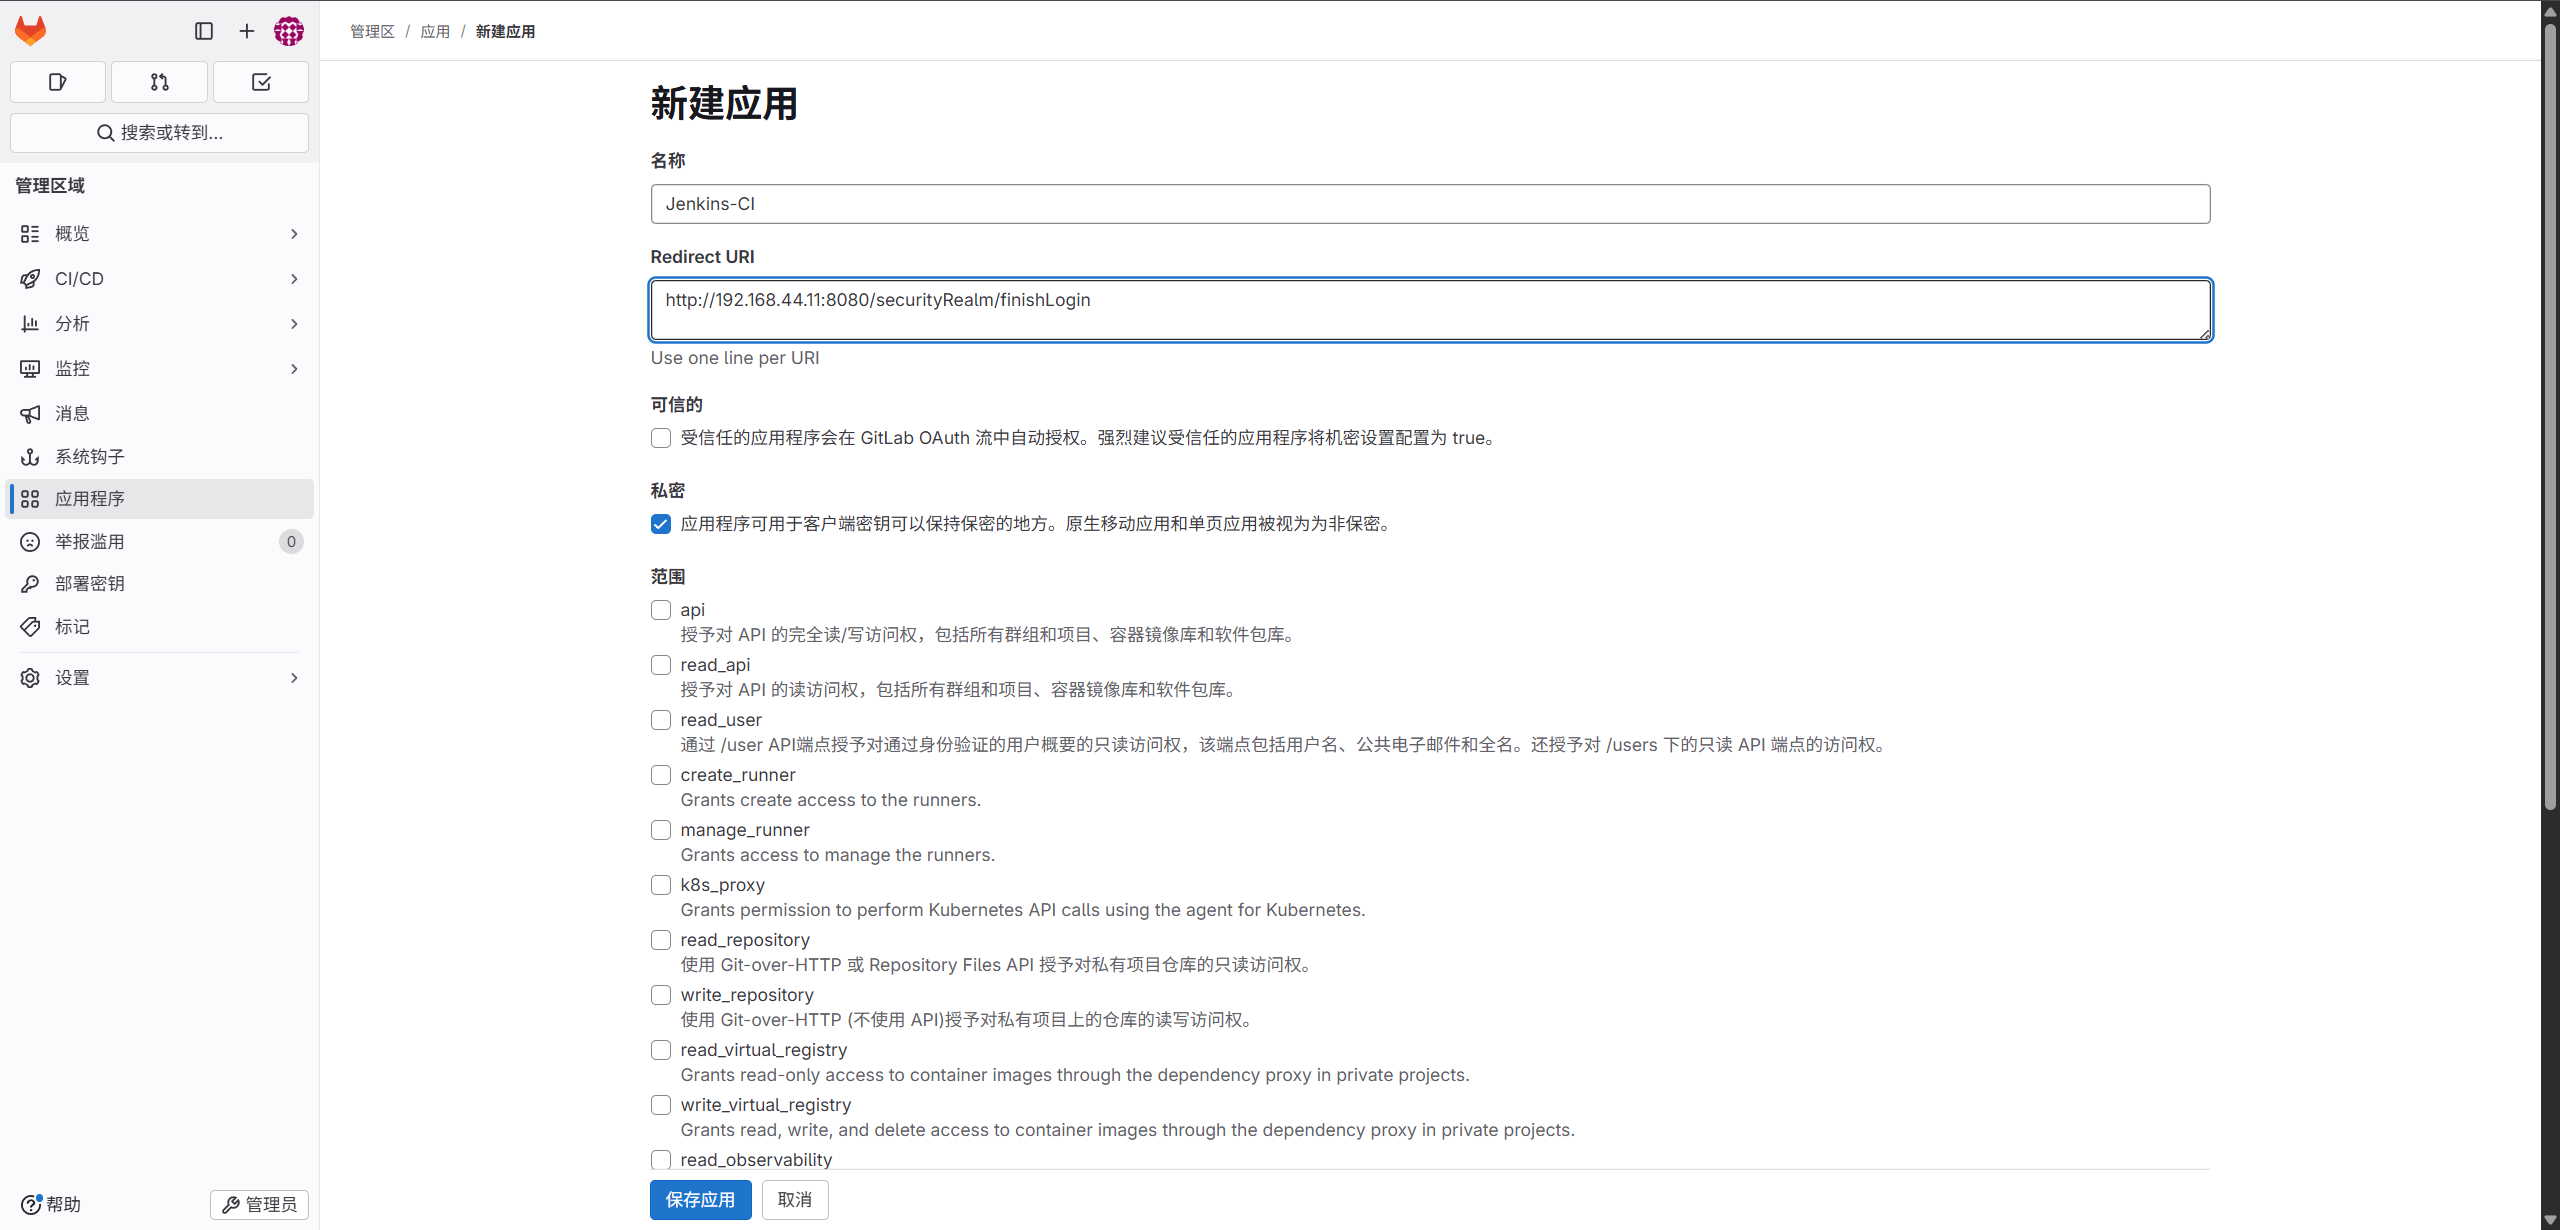 管理区 / 应用 / 新建应用
搜索或转到...
管理区域
概览
CI/CD
分析
监控
消息
系统钩子
应用程序
举报滥用 0
部署密钥
标记
设置
帮助
管理员
新建应用
名称
Jenkins-CI
Redirect URI
http://192.168.44.11:8080/securityRealm/finishLogin
Use one line per URI
可信的
受信任的应用程序会在 GitLab OAuth 流中自动授权。强烈建议受信任的应用程序将机密设置配置为 true。
私密
应用程序可用于客户端密钥可以保持保密的地方。原生移动应用和单页应用被视为为非保密。
范围
api
授予对 API 的完全读/写访问权，包括所有群组和项目、容器镜像库和软件包库。
read_api
授予对 API 的读访问权，包括所有群组和项目、容器镜像库和软件包库。
read_user
通过 /user API端点授予对通过身份验证的用户概要的只读访问权，该端点包括用户名、公共电子邮件和全名。还授予对 /users 下的只读 API 端点的访问权。
create_runner
Grants create access to the runners.
manage_runner
Grants access to manage the runners.
k8s_proxy
Grants permission to perform Kubernetes API calls using the agent for Kubernetes.
read_repository
使用 Git-over-HTTP 或 Repository Files API 授予对私有项目仓库的只读访问权。
write_repository
使用 Git-over-HTTP (不使用 API)授予对私有项目上的仓库的读写访问权。
read_virtual_registry
Grants read-only access to container images through the dependency proxy in private projects.
write_virtual_registry
Grants read, write, and delete access to container images through the dependency proxy in private projects.
read_observability
保存应用 取消